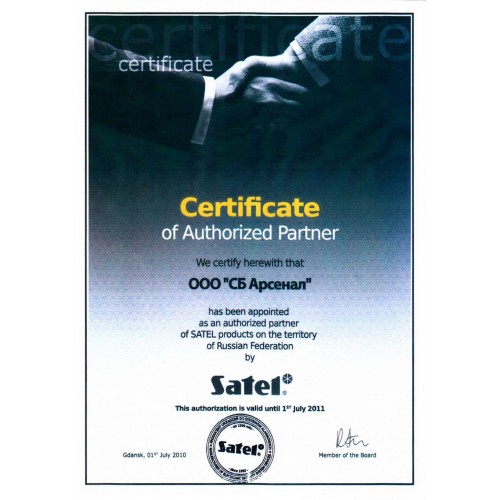 certificate
certificate
Certificate
of Authorized Partner
We certify herewith that
ООО "СБ Арсенал"
has been appointed
as an authorized partner
of SATEL products on the territory
of Russian Federation
by
Satel®
This authorization is valid until 1ST July 2011
Satel®
Gdansk, 01ST July 2010
Member of the Board